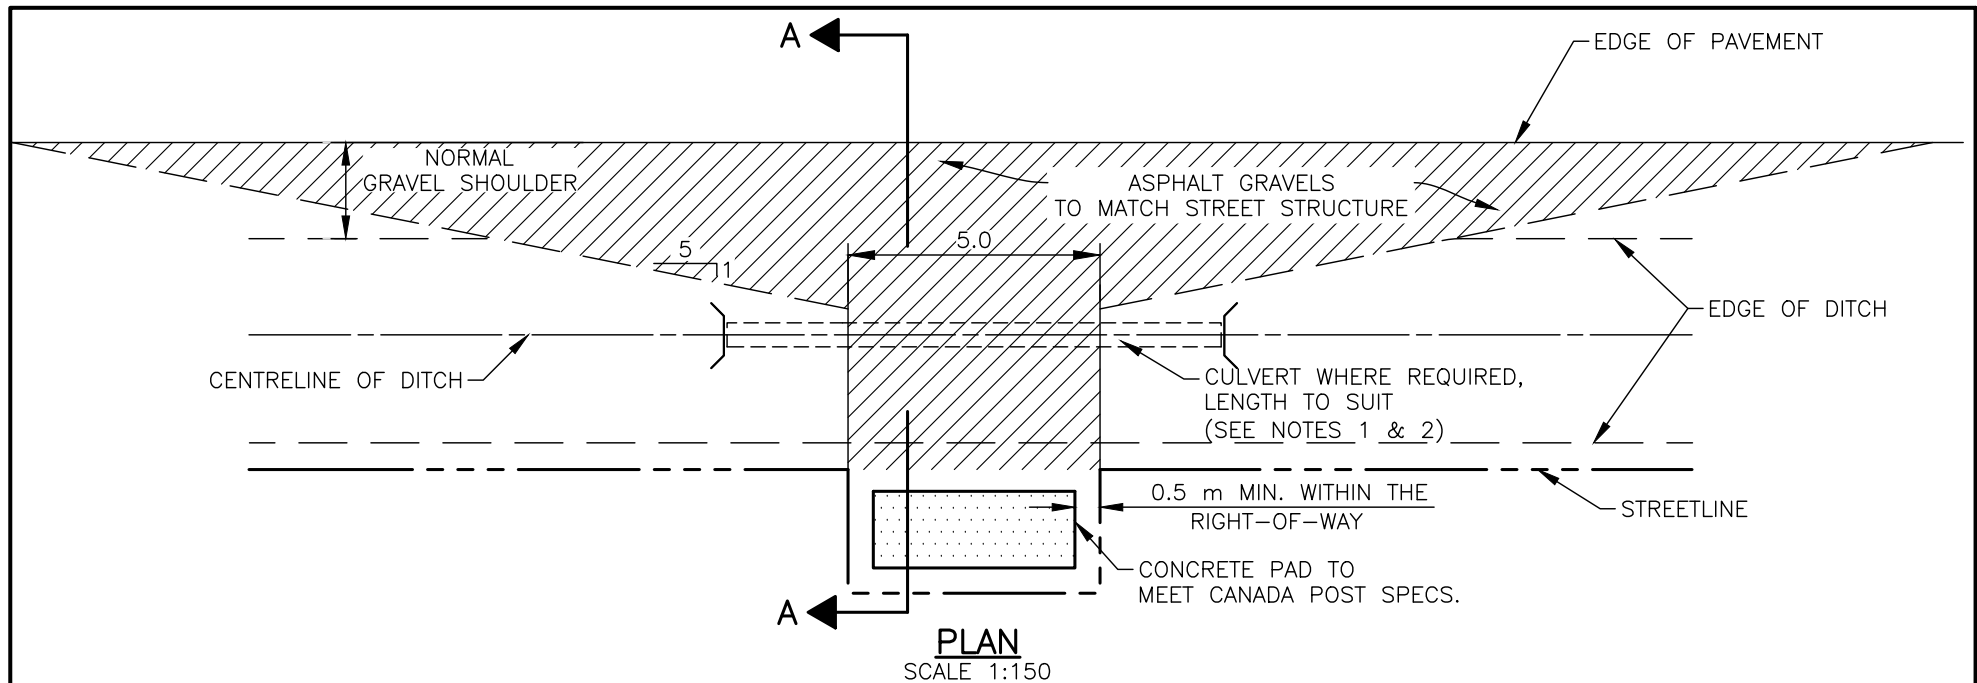 A
EDGE OF PAVEMENT
NORMAL
GRAVEL SHOULDER
ASPHALT GRAVELS
TO MATCH STREET STRUCTURE
5.0
5
1
EDGE OF DITCH
CENTRELINE OF DITCH
CULVERT WHERE REQUIRED,
LENGTH TO SUIT
(SEE NOTES 1 & 2)
0.5 m MIN. WITHIN THE
RIGHT-OF-WAY
STREETLINE
CONCRETE PAD TO
MEET CANADA POST SPECS.
A
PLAN
SCALE 1:150